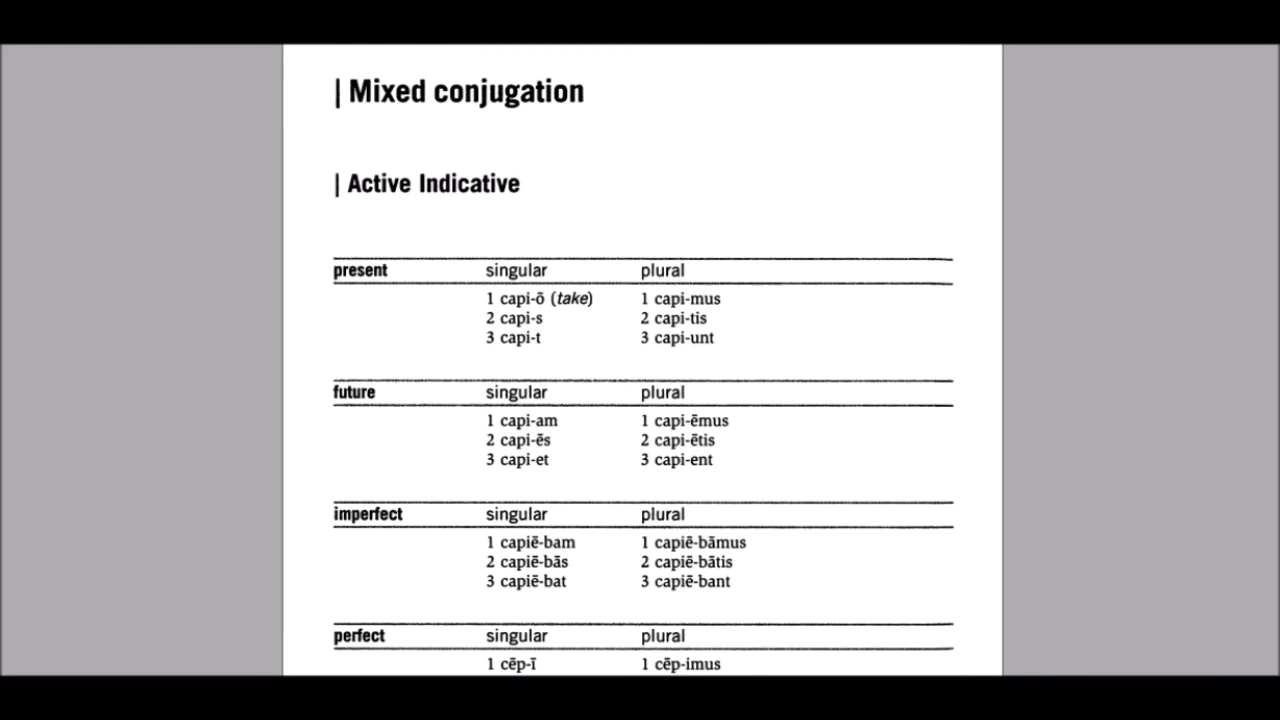 | Mixed conjugation
| Active Indicative
present singular plural
1 capi-ō (take) 1 capi-mus
2 capi-s 2 capi-tis
3 capi-t 3 capi-unt
future singular plural
1 capi-am 1 capi-ēmus
2 capi-ēs 2 capi-ētis
3 capi-et 3 capi-ent
imperfect singular plural
1 capiē-bam 1 capiē-bāmus
2 capiē-bās 2 capiē-bātis
3 capiē-bat 3 capiē-bant
perfect singular plural
1 cēp-ī 1 cēp-imus